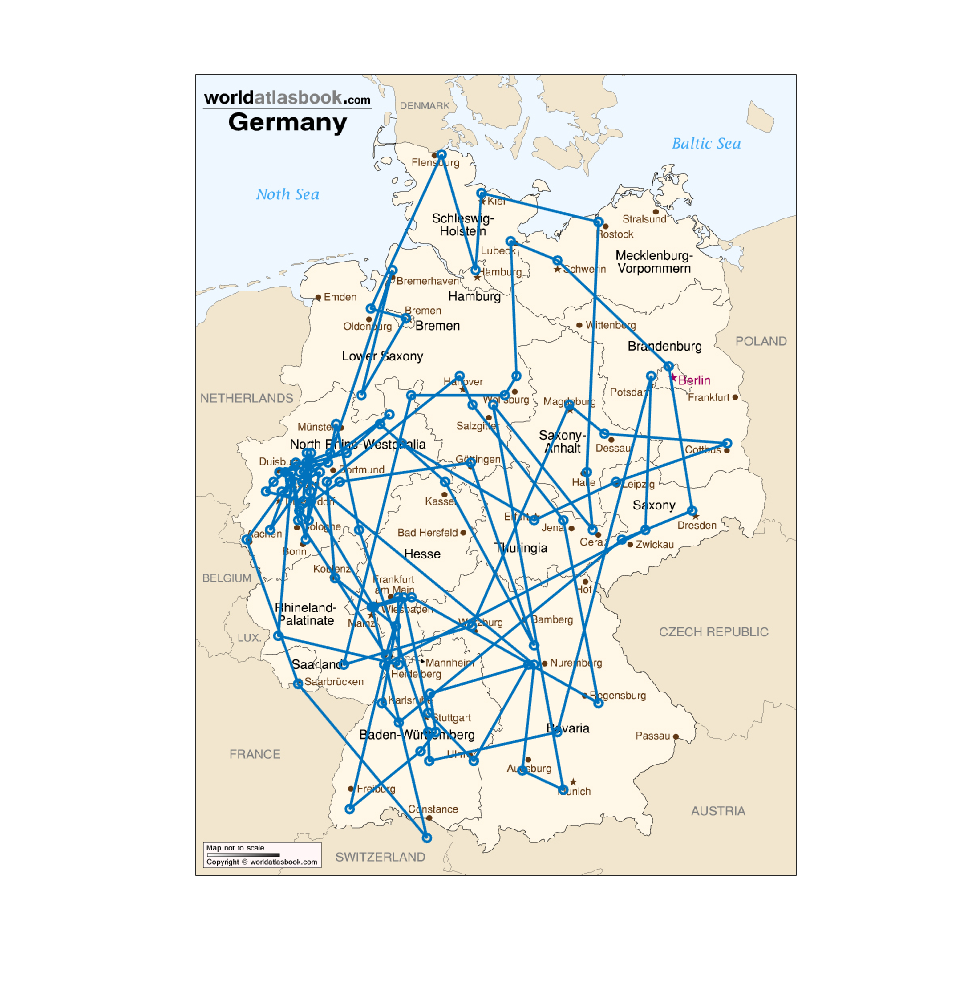 worldatlasbook.com
Germany
DENMARK
Baltic Sea
Noth Sea
Flensburg
Kiel
Schleswig-
Holstein
Stralsund
Rostock
Lubeck
Mecklenburg-
Vorpommern
Schwerin
Hamburg
Bremerhaven
Hamburg
Emden
Bremen
Oldenburg
Bremen
Wittenberg
Brandenburg
POLAND
Lower Saxony
Hanover
Berlin
Potsdam
Frankfurt
NETHERLANDS
Wolfsburg
Magdeburg
Münster
Salzgitter
North Rhine-Westphalia
Saxony-
Anhalt
Dessau
Cottbus
Göttingen
Dortmund
Halle
Leipzig
Kassel
Saxony
Cologne
Bad Hersfeld
Erfurt
Jena
Gera
Dresden
Aachen
Bonn
Hesse
Thuringia
Zwickau
BELGIUM
Koblenz
Frankfurt
am Mein
Hof
Rhineland-
Palatinate
Wiesbaden
Mainz
Wurzburg
Bamberg
CZECH REPUBLIC
LUX.
Saarland
Mannheim
Nuremberg
Heidelberg
Saarbrücken
Karlsruhe
Regensburg
Stuttgart
Bavaria
Baden-Württemberg
Passau
FRANCE
Ulm
Augsburg
Freiburg
Munich
Constance
AUSTRIA
Map not to scale
Copyright © worldatlasbook.com
SWITZERLAND